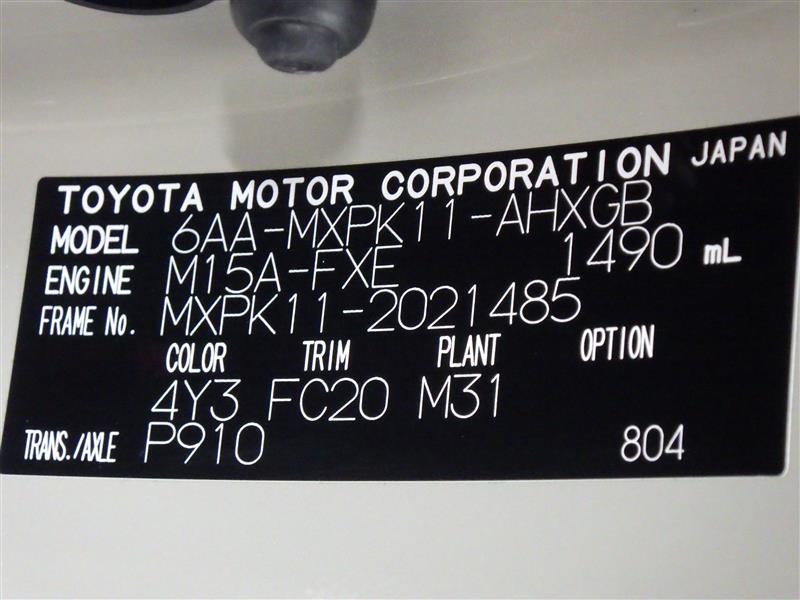 TOYOTA MOTOR CORPORATION JAPAN
MODEL 6AA-MXPK11-AHXGB
ENGINE M15A-FXE 1490 mL
FRAME No. MXPK11-2021485
COLOR TRIM PLANT OPTION
4Y3 FC20 M31
TRANS./AXLE P910 804